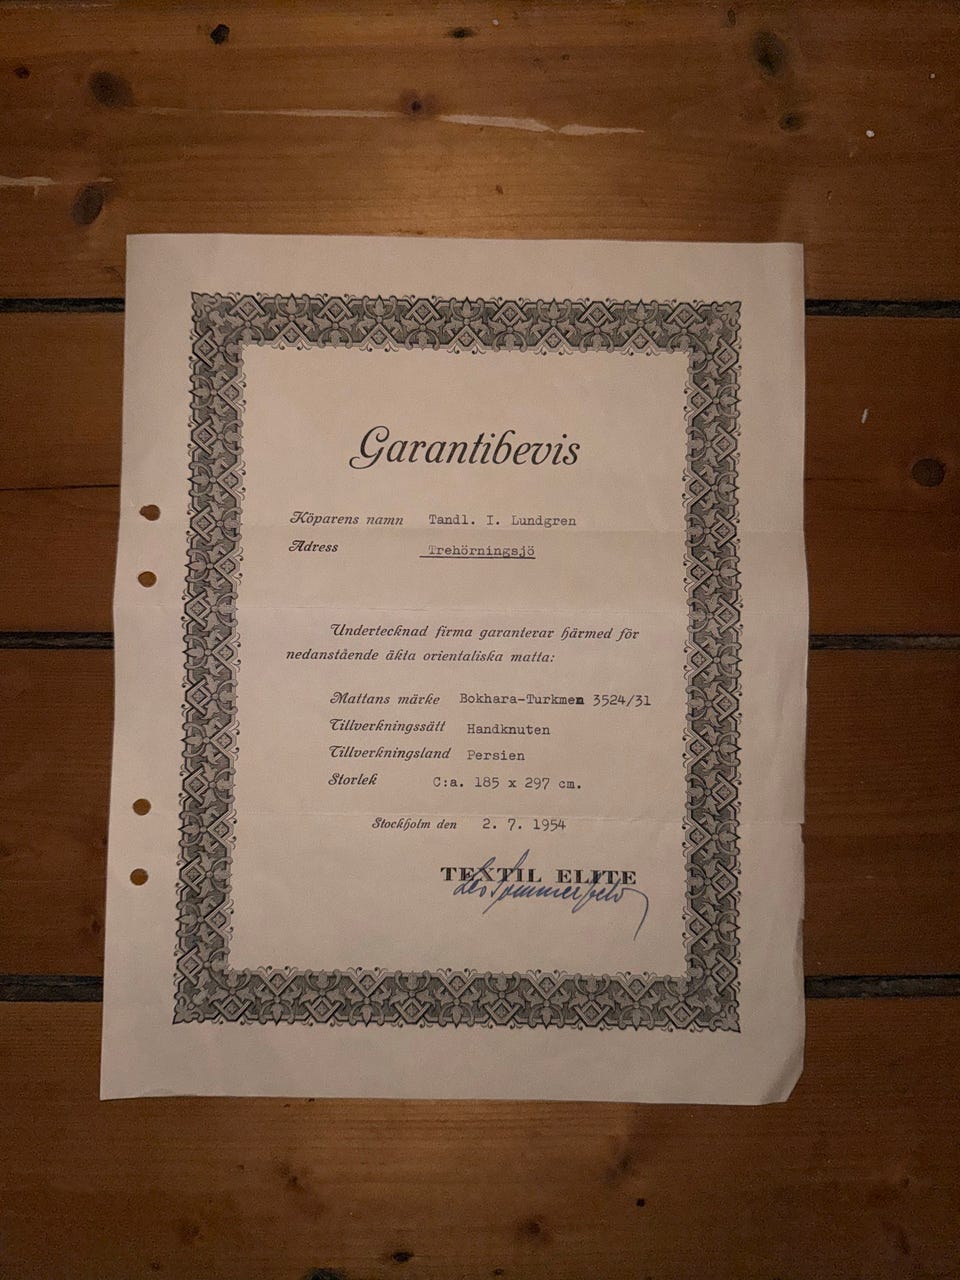 Garantibevis
Köparens namn Tandl. I. Lundgren
Adress Trehörningsjö
Undertecknad firma garanterar härmed för
nedanstående äkta orientaliska matta:
Mattans märke Bokhara-Turkmen 3524/31
Tillverkningssätt Handknuten
Tillverkningsland Persien
Storlek C:a. 185 x 297 cm.
Stockholm den 2. 7. 1954
TEXTIL ELITE
Sommerfeld